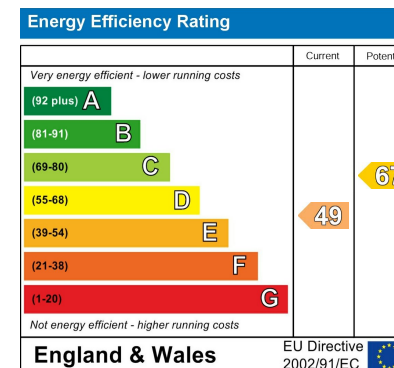 Energy Efficiency Rating
Current Potent
Very energy efficient - lower running costs
(92 plus) A
(81-91) B
(69-80) C
(55-68) D
(39-54) E
(21-38) F
(1-20) G
49
67
Not energy efficient - higher running costs
England & Wales
EU Directive
2002/91/EC